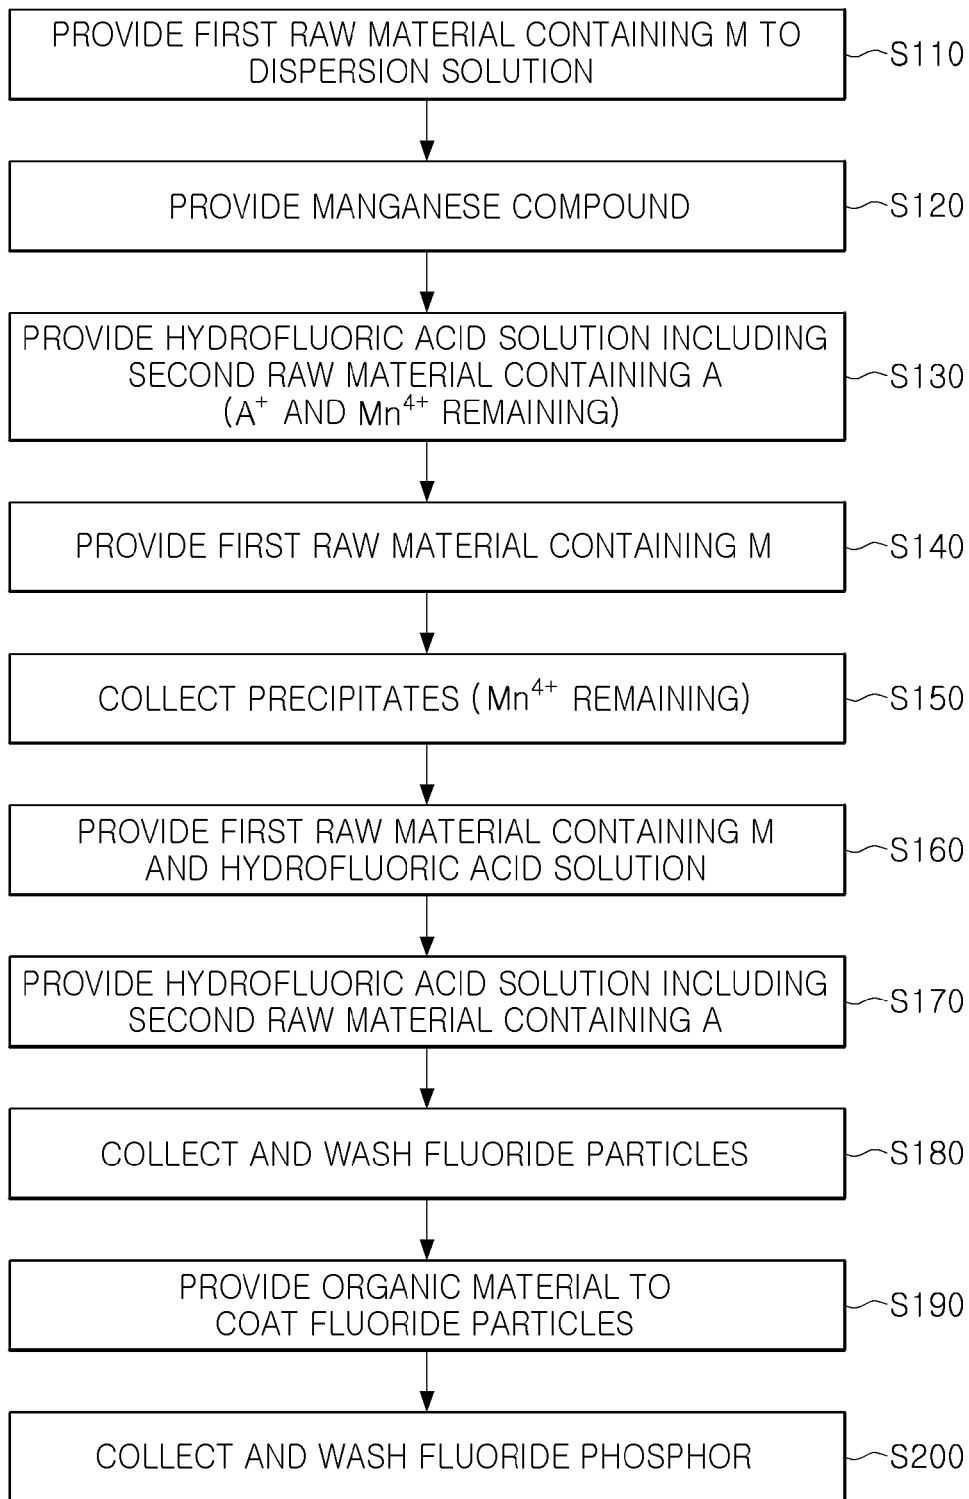 PROVIDE FIRST RAW MATERIAL CONTAINING M TO
DISPERSION SOLUTION
S110
PROVIDE MANGANESE COMPOUND
S120
PROVIDE HYDROFLUORIC ACID SOLUTION INCLUDING
SECOND RAW MATERIAL CONTAINING A
(A⁺ AND Mn⁴⁺ REMAINING)
S130
PROVIDE FIRST RAW MATERIAL CONTAINING M
S140
COLLECT PRECIPITATES (Mn⁴⁺ REMAINING)
S150
PROVIDE FIRST RAW MATERIAL CONTAINING M
AND HYDROFLUORIC ACID SOLUTION
S160
PROVIDE HYDROFLUORIC ACID SOLUTION INCLUDING
SECOND RAW MATERIAL CONTAINING A
S170
COLLECT AND WASH FLUORIDE PARTICLES
S180
PROVIDE ORGANIC MATERIAL TO
COAT FLUORIDE PARTICLES
S190
COLLECT AND WASH FLUORIDE PHOSPHOR
S200